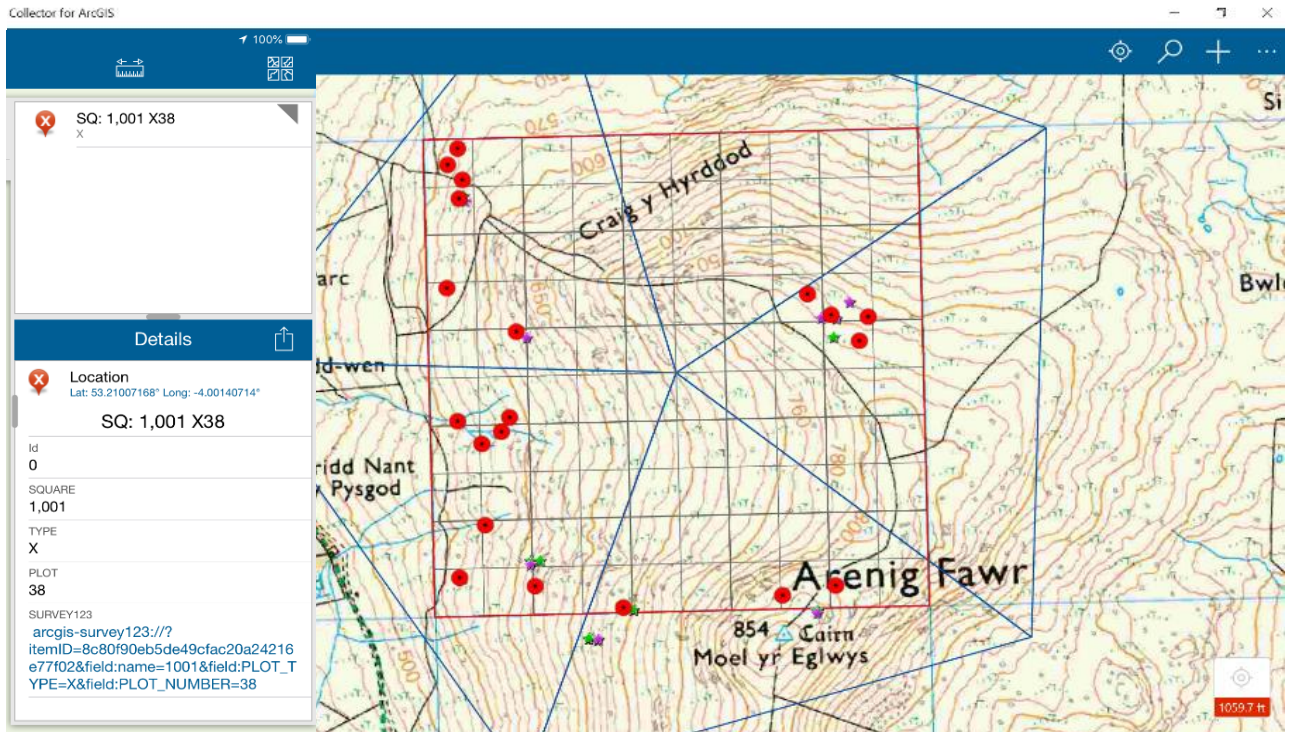 Collector for ArcGIS
100%
SQ: 1,001 X38
X
Details
Location
Lat: 53.21007168° Long: -4.00140714°
SQ: 1,001 X38
Id
0
SQUARE
1,001
TYPE
X
PLOT
38
SURVEY123
arcgis-survey123://?
itemID=8c80f90eb5de49cfac20a24216
e77f02&field:name=1001&field:PLOT_T
YPE=X&field:PLOT_NUMBER=38
Si
570
600
Craig y Hyrddod
arc
650
Bwl
dd-wen
760
780
ridd Nant
Pysgod
800
Arenig Fawr
854 Cairn
Moel yr Eglwys
500
1059.7 ft